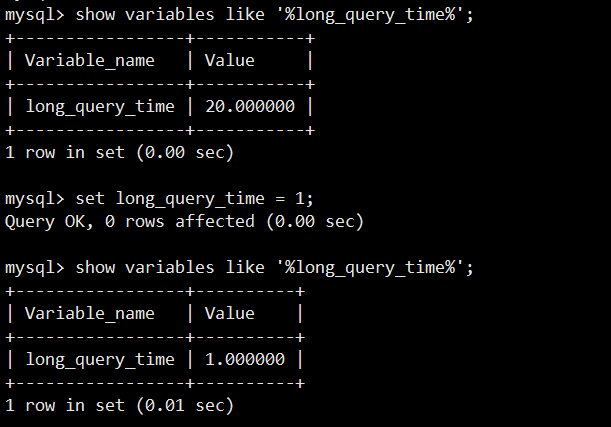 mysql> show variables like '%long_query_time%';
+-----------------+-----------+
| Variable_name   | Value     |
+-----------------+-----------+
| long_query_time | 20.000000 |
+-----------------+-----------+
1 row in set (0.00 sec)

mysql> set long_query_time = 1;
Query OK, 0 rows affected (0.00 sec)

mysql> show variables like '%long_query_time%';
+-----------------+----------+
| Variable_name   | Value    |
+-----------------+----------+
| long_query_time | 1.000000 |
+-----------------+----------+
1 row in set (0.01 sec)